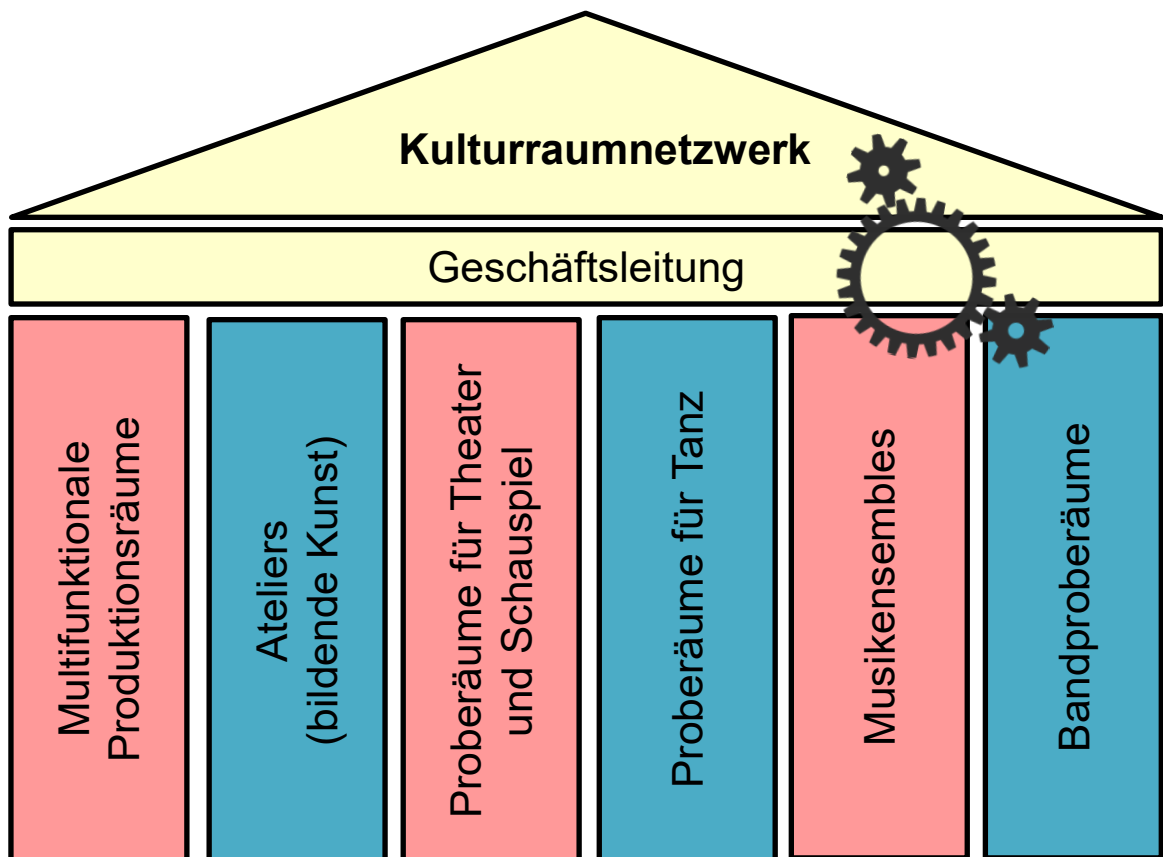 Kulturraumnetzwerk
Geschäftsleitung
Multifunktionale
Produktionsräume
Ateliers
(bildende Kunst)
Proberäume für Theater
und Schauspiel
Proberäume für Tanz
Musikensembles
Bandproberäume